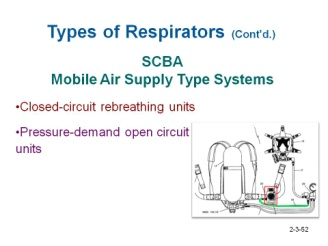 Types of Respirators (Cont'd.)
SCBA
Mobile Air Supply Type Systems
•Closed-circuit rebreathing units
•Pressure-demand open circuit
units
2-3-52